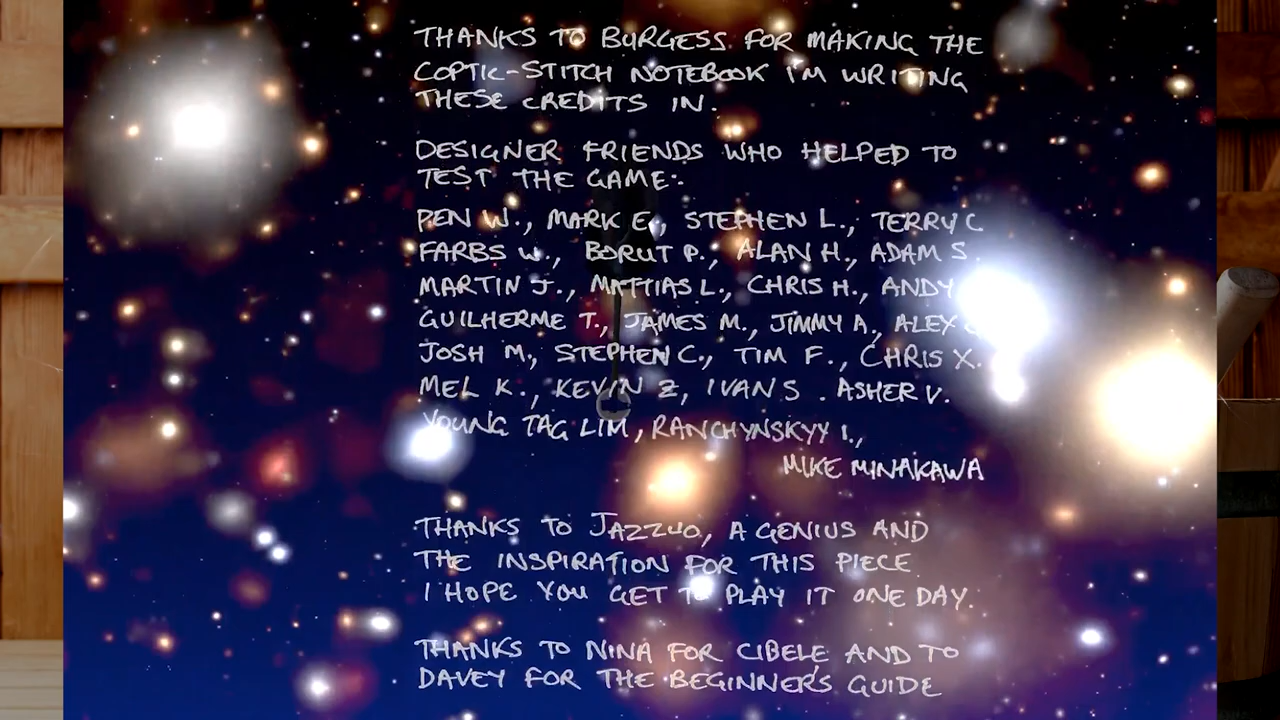 THANKS TO BURGESS FOR MAKING THE
COPTIC-STITCH NOTEBOOK I'M WRITING
THESE CREDITS IN.
DESIGNER FRIENDS WHO HELPED TO
TEST THE GAME:
PEN W., MARK E., STEPHEN L., TERRY C
FARBS W., BORUT P., ALAN H., ADAM S.
MARTIN J., MATTIAS L., CHRIS H., ANDY
GUILHERME T., JAMES M., JIMMY A., ALEX
JOSH M., STEPHEN C., TIM F., CHRIS X.
MEL K., KEVIN Z, IVAN S . ASHER V.
YOUNG TAG LIM, RANCHYNSKYY I.,
MIKE MINAKAWA
THANKS TO JAZZUO, A GENIUS AND
THE INSPIRATION FOR THIS PIECE
I HOPE YOU GET TO PLAY IT ONE DAY.
THANKS TO NINA FOR CIBELE AND TO
DAVEY FOR THE BEGINNER'S GUIDE